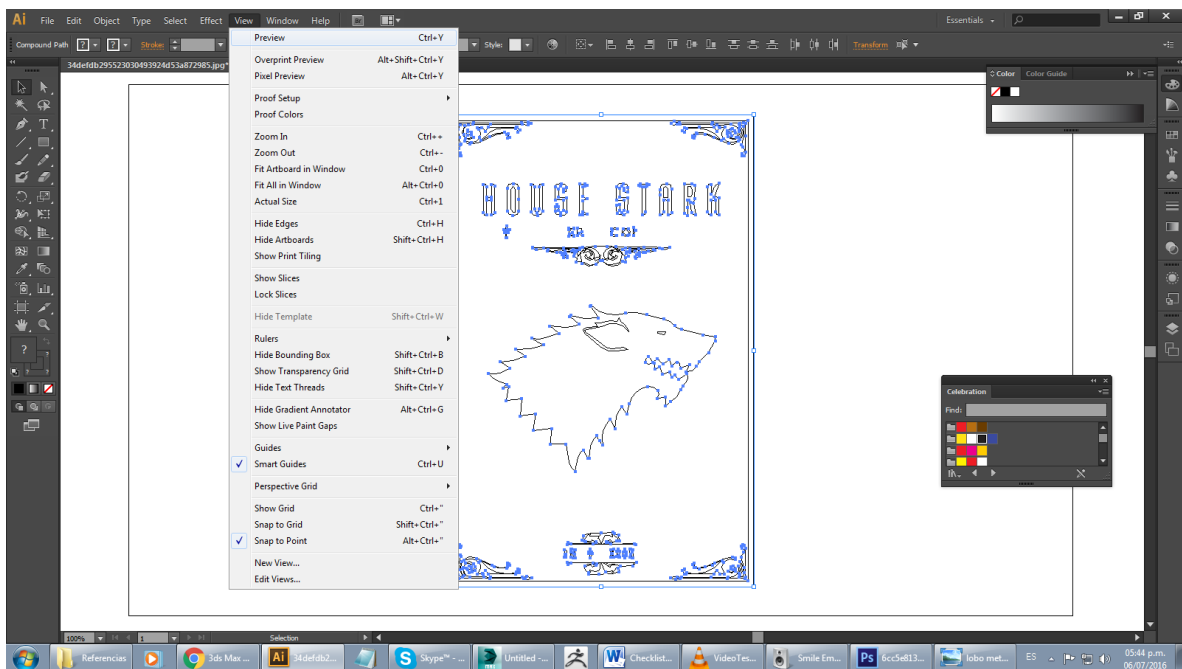 Ai File Edit Object Type Select Effect View Window Help Essentials
Compound Path ? ? Stroke: Style: Transform
34defdb295523030493924d53a872985.jpg*
Preview Ctrl+Y
Overprint Preview Alt+Shift+Ctrl+Y
Pixel Preview Alt+Ctrl+Y
Proof Setup
Proof Colors
Zoom In Ctrl++
Zoom Out Ctrl+-
Fit Artboard in Window Ctrl+0
Fit All in Window Alt+Ctrl+0
Actual Size Ctrl+1
Hide Edges Ctrl+H
Hide Artboards Shift+Ctrl+H
Show Print Tiling
Show Slices
Lock Slices
Hide Template Shift+Ctrl+W
Rulers
Hide Bounding Box Shift+Ctrl+B
Show Transparency Grid Shift+Ctrl+D
Hide Text Threads Shift+Ctrl+Y
Hide Gradient Annotator Alt+Ctrl+G
Show Live Paint Gaps
Guides
Smart Guides Ctrl+U
Perspective Grid
Show Grid Ctrl+"
Snap to Grid Shift+Ctrl+"
Snap to Point Alt+Ctrl+"
New View...
Edit Views...
HOUSE STARK
Color Color Guide
Celebration
Find:
100% 1 Selection
Referencias 3ds Max ... Ai 34defdb2... Skype™ - ... Untitled -... Checklist... VideoTes... Smile Em... Ps 6cc5e813... lobo met... ES 05:44 p.m.
06/07/2016